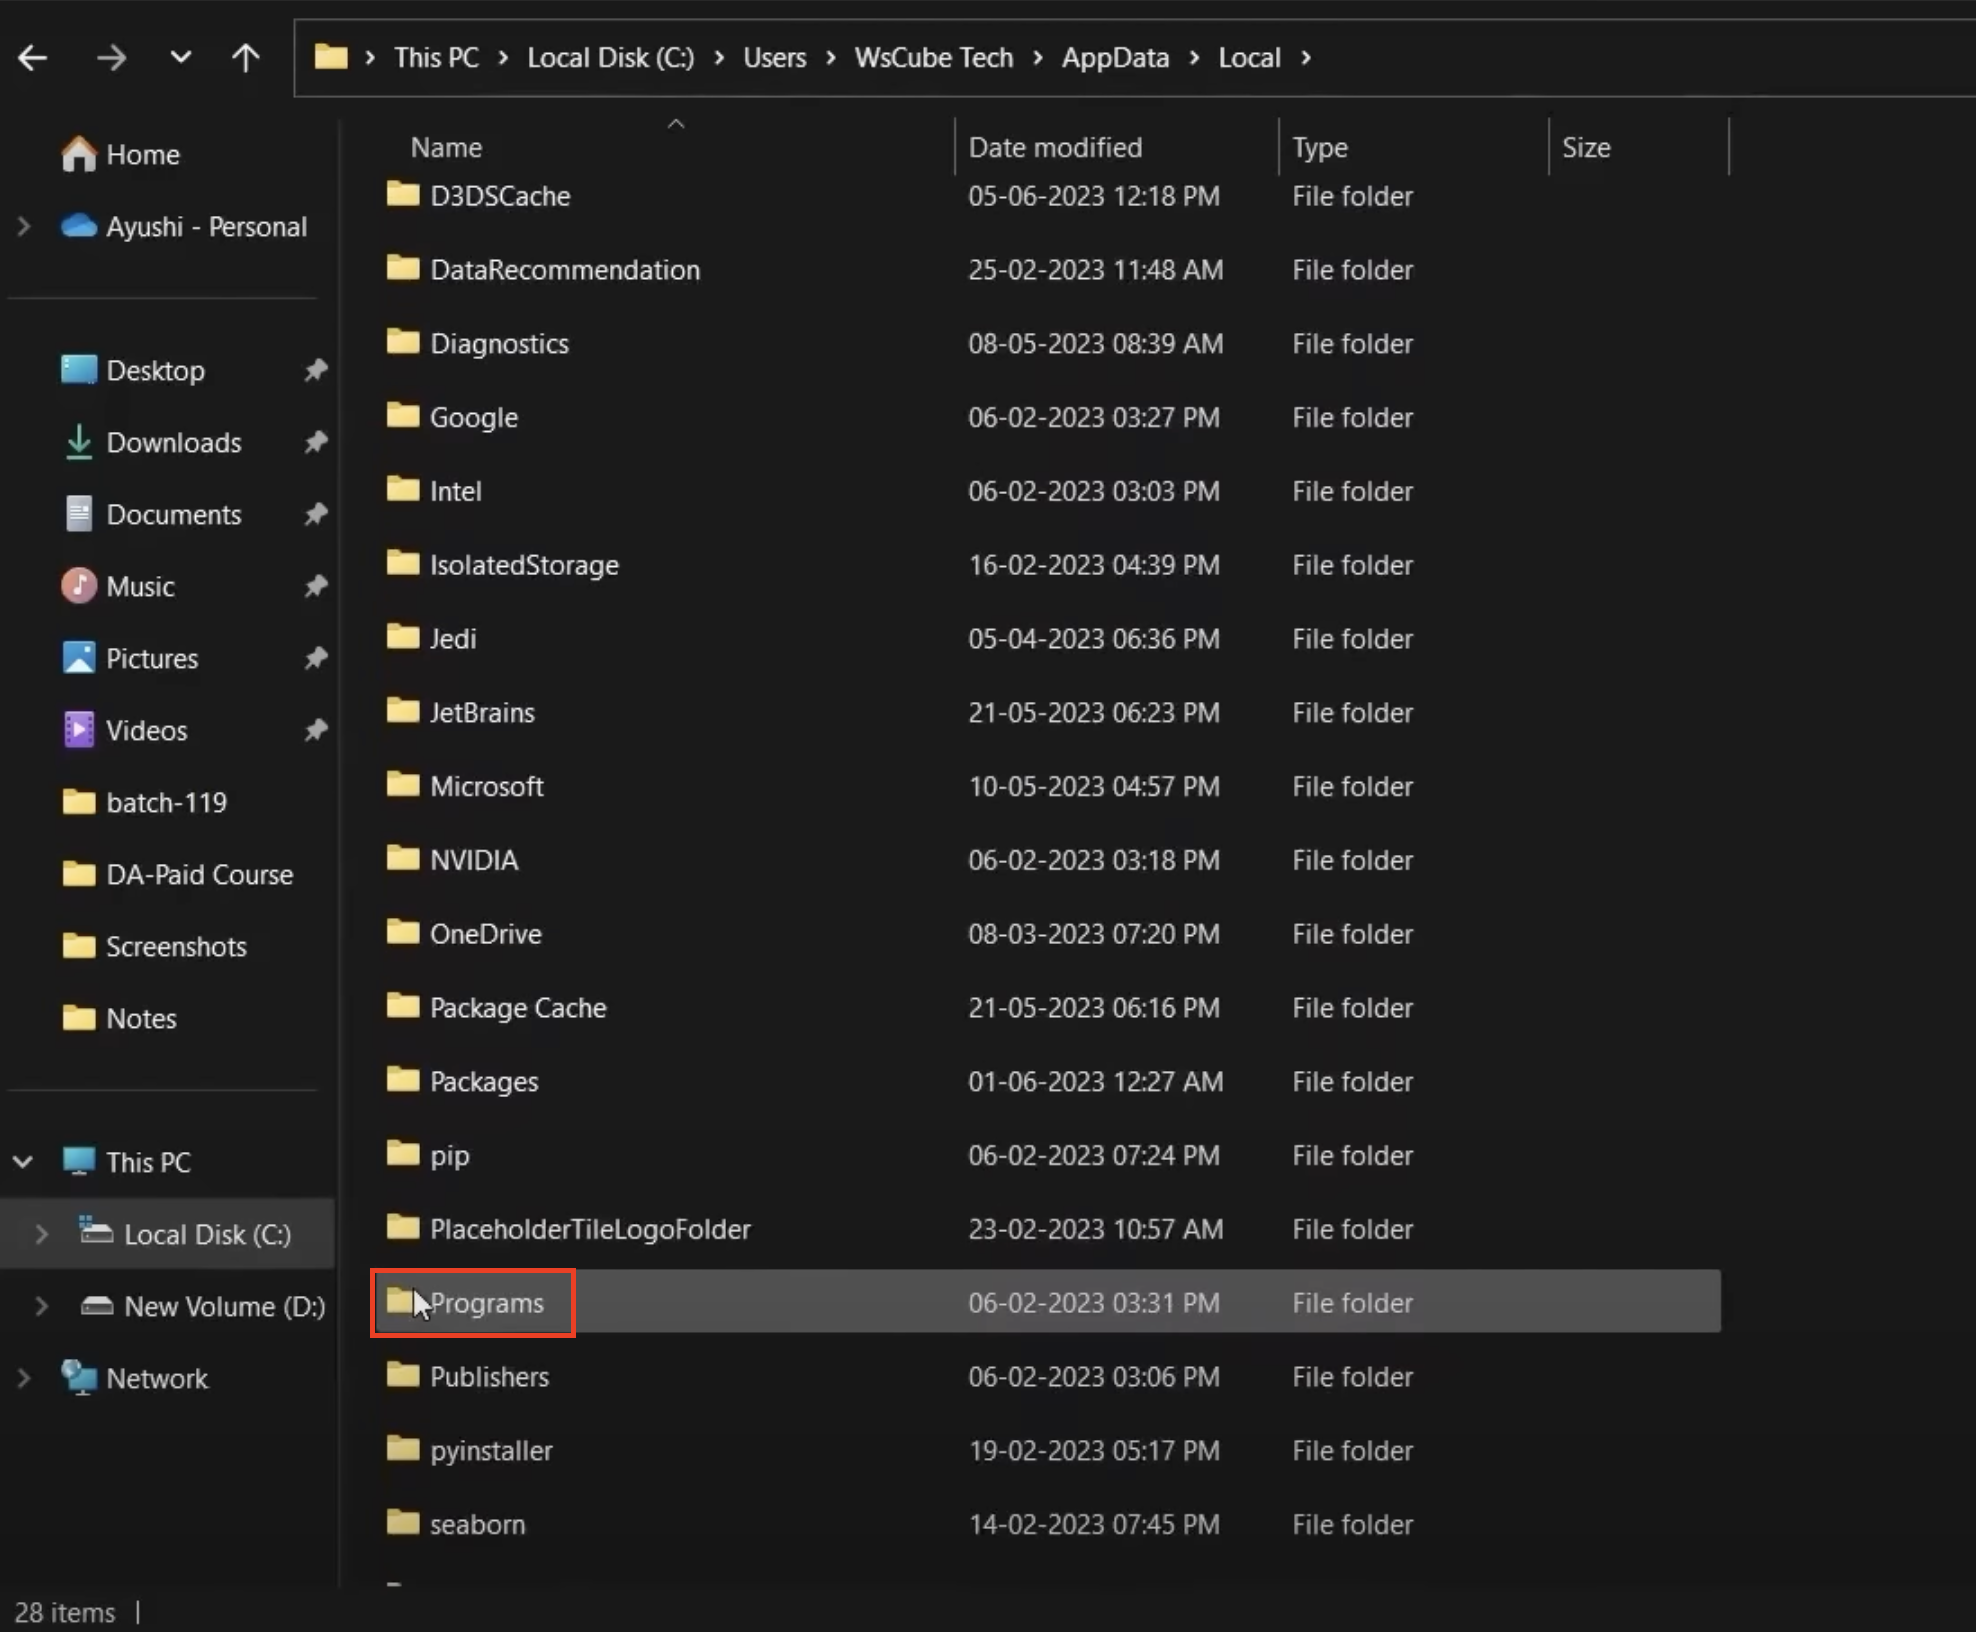 This PC > Local Disk (C:) > Users > WsCube Tech > AppData > Local >
Home
Ayushi - Personal
Desktop
Downloads
Documents
Music
Pictures
Videos
batch-119
DA-Paid Course
Screenshots
Notes
This PC
Local Disk (C:)
New Volume (D:)
Network
Name Date modified Type Size
D3DSCache 05-06-2023 12:18 PM File folder
DataRecommendation 25-02-2023 11:48 AM File folder
Diagnostics 08-05-2023 08:39 AM File folder
Google 06-02-2023 03:27 PM File folder
Intel 06-02-2023 03:03 PM File folder
IsolatedStorage 16-02-2023 04:39 PM File folder
Jedi 05-04-2023 06:36 PM File folder
JetBrains 21-05-2023 06:23 PM File folder
Microsoft 10-05-2023 04:57 PM File folder
NVIDIA 06-02-2023 03:18 PM File folder
OneDrive 08-03-2023 07:20 PM File folder
Package Cache 21-05-2023 06:16 PM File folder
Packages 01-06-2023 12:27 AM File folder
pip 06-02-2023 07:24 PM File folder
PlaceholderTileLogoFolder 23-02-2023 10:57 AM File folder
Programs 06-02-2023 03:31 PM File folder
Publishers 06-02-2023 03:06 PM File folder
pyinstaller 19-02-2023 05:17 PM File folder
seaborn 14-02-2023 07:45 PM File folder
28 items